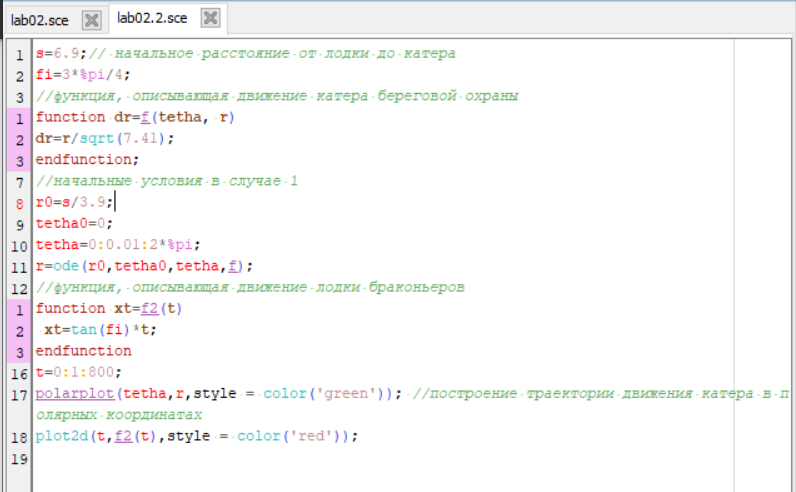 lab02.sce lab02.2.sce
1 s=6.9;// начальное расстояние от лодки до катера
2 fi=3*%pi/4;
3 //функция, описывающая движение катера береговой охраны
1 function dr=f(tetha, r)
2 dr=r/sqrt(7.41);
3 endfunction;
7 //начальные условия в случае 1
8 r0=s/3.9;
9 tetha0=0;
10 tetha=0:0.01:2*%pi;
11 r=ode(r0,tetha0,tetha,f);
12 //функция, описывающая движение лодки браконьеров
1 function xt=f2(t)
2 xt=tan(fi)*t;
3 endfunction
16 t=0:1:800;
17 polarplot(tetha,r,style = color('green')); //построение траектории движения катера в п
олярных координатах
18 plot2d(t,f2(t),style = color('red'));
19